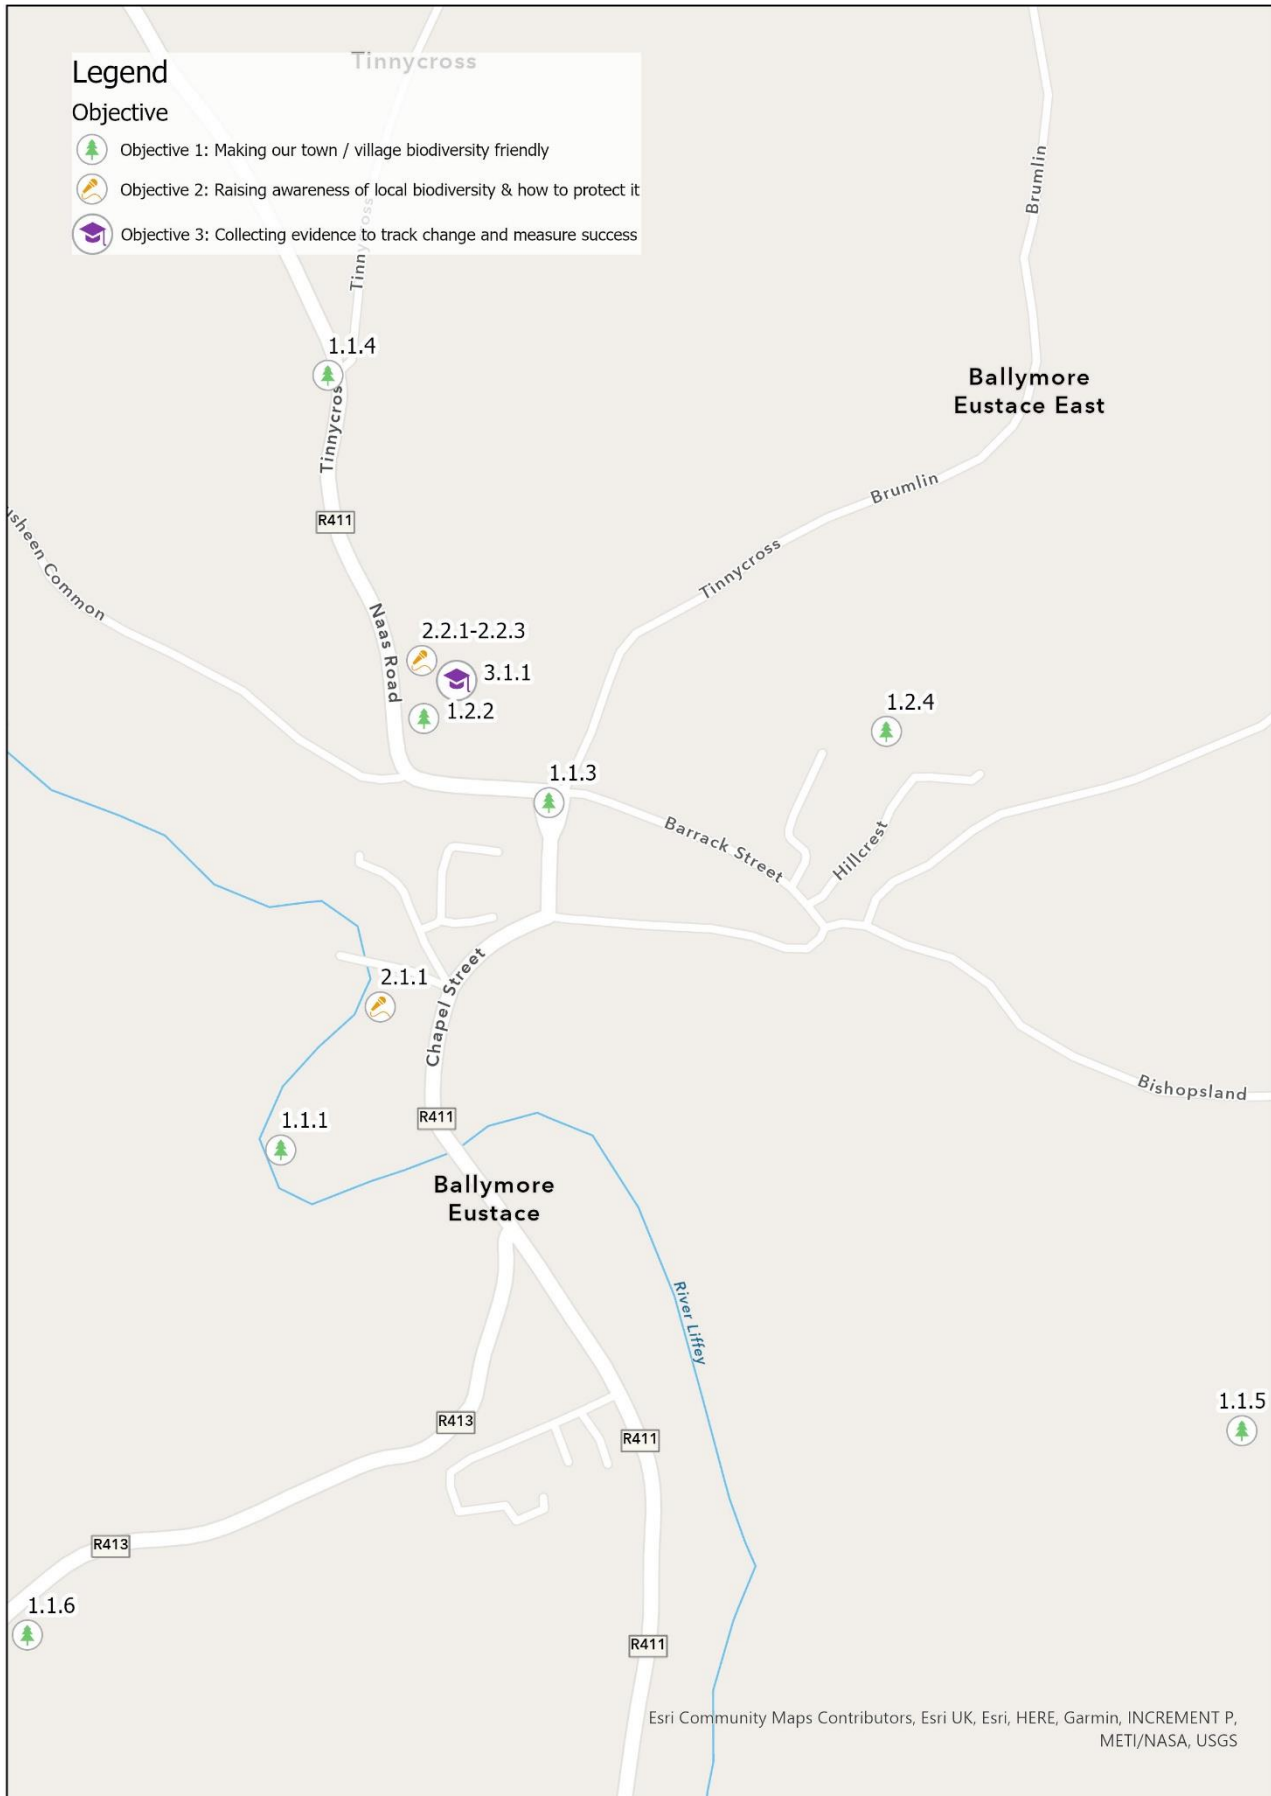 Tinnycross
Legend
Objective
Objective 1: Making our town / village biodiversity friendly
Objective 2: Raising awareness of local biodiversity & how to protect it
Objective 3: Collecting evidence to track change and measure success
Tinnycross
Brumlin
1.1.4
Ballymore
Eustace East
Tinnycros
Brumlin
R411
usheen Common
Tinnycross
Naas Road
2.2.1-2.2.3
3.1.1
1.2.2
1.2.4
1.1.3
Barrack Street
Hillcrest
2.1.1
Chapel Street
Bishopsland
R411
1.1.1
Ballymore
Eustace
River Liffey
1.1.5
R413
R411
R413
1.1.6
R411
Esri Community Maps Contributors, Esri UK, Esri, HERE, Garmin, INCREMENT P,
METI/NASA, USGS